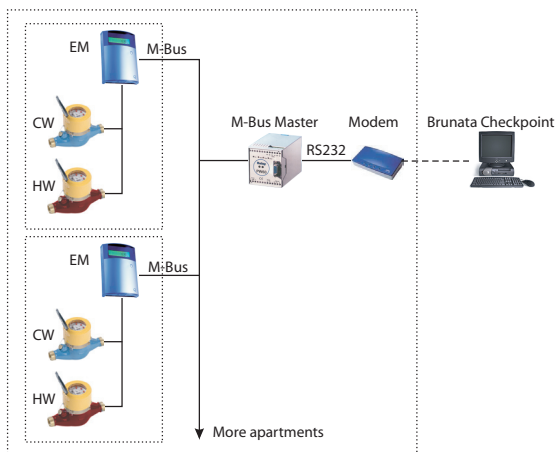 EM
M-Bus
CW
HW
M-Bus Master
RS232
Modem
Brunata Checkpoint
EM
M-Bus
CW
HW
More apartments